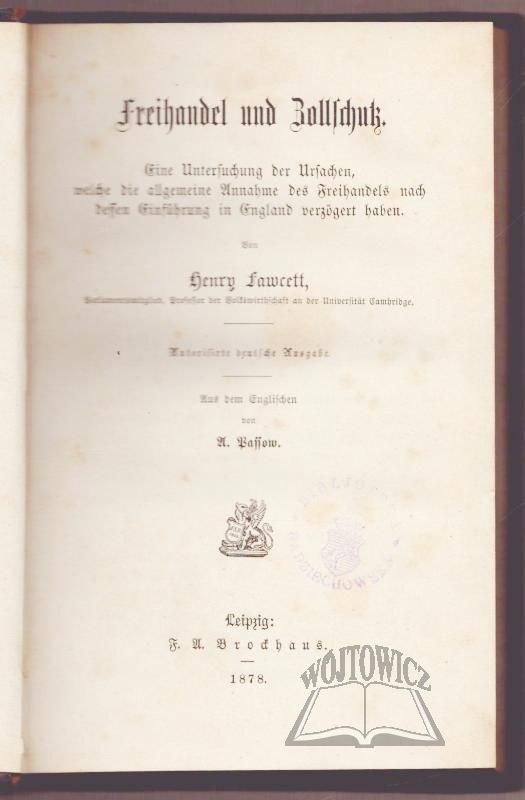 Freihandel und Zollschutz.
Eine Untersuchung der Ursachen,
welche die allgemeine Annahme des Freihandels nach
dessen Einführung in England verzögert haben.
Von
Henry Fawcett,
Parlamentsmitglied, Professor der Volkswirthschaft an der Universität Cambridge.
Autorisirte deutsche Ausgabe
Aus dem Englischen
von
A. Passow.
Leipzig:
F. A. Brockhaus.
1878.
WÓJTOWICZ